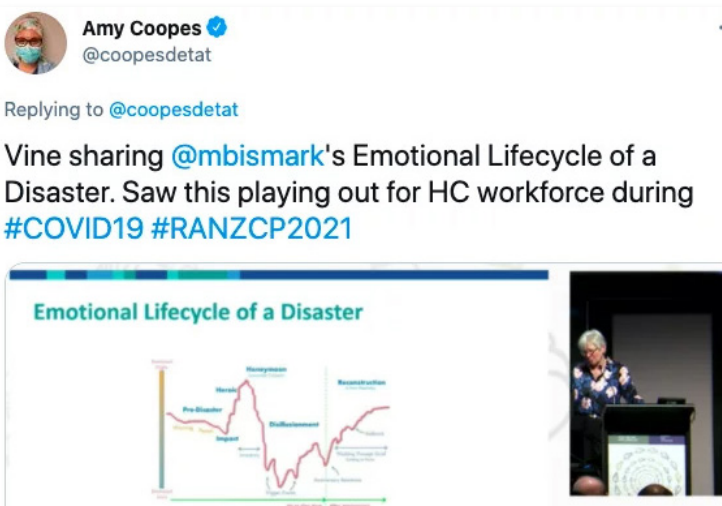 Amy Coopes
@coopesdetat
Replying to @coopesdetat
Vine sharing @mbismark's Emotional Lifecycle of a
Disaster. Saw this playing out for HC workforce during
#COVID19 #RANZCP2021
Emotional Lifecycle of a Disaster
Honeymoon
Reconstruction
Heroic
Pre-Disaster
Disillusionment
Impact